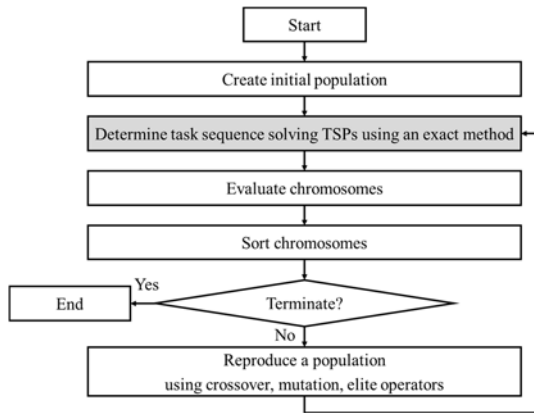 Start
Create initial population
Determine task sequence solving TSPs using an exact method
Evaluate chromosomes
Sort chromosomes
Yes
End
Terminate?
No
Reproduce a population
using crossover, mutation, elite operators